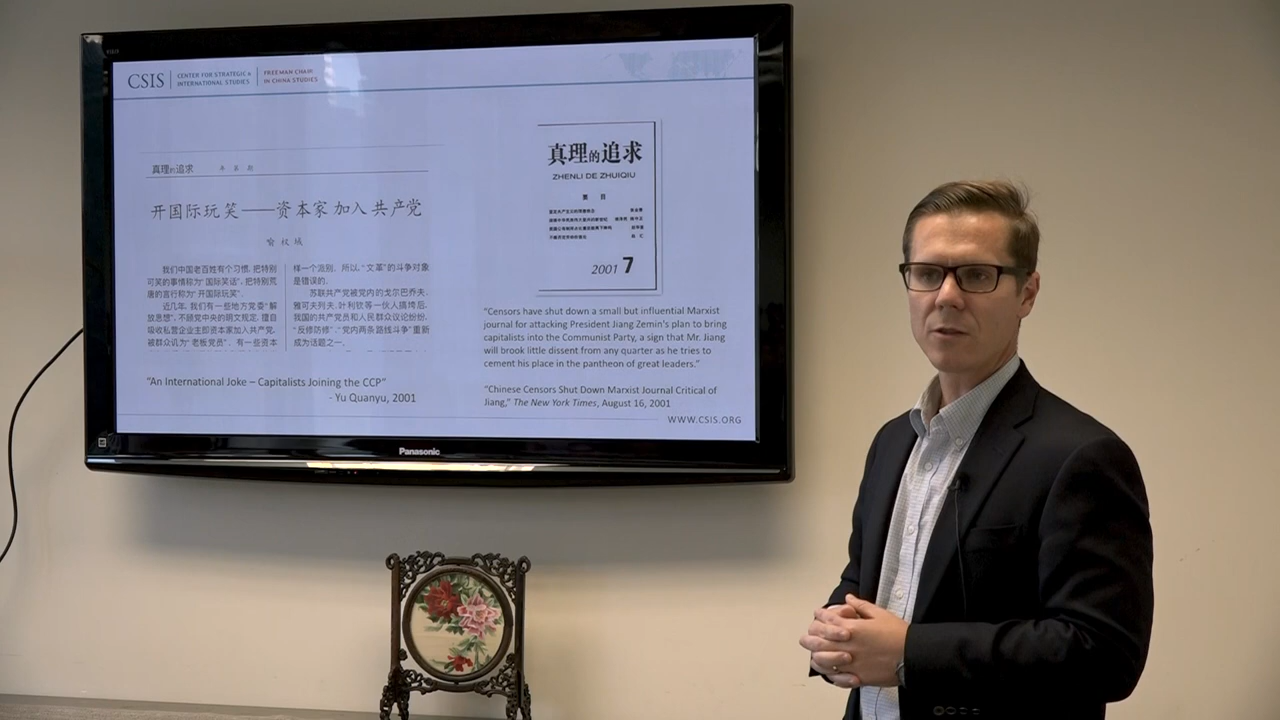 CSIS
CENTER FOR STRATEGIC &
INTERNATIONAL STUDIES
FREEMAN CHAIR
IN CHINA STUDIES
真理的追求
开国际玩笑——资本家加入共产党
喻权域
我们中国老百姓有个习惯,把特别
可笑的事情称为“国际笑话”,把特别荒
唐的言行称为“开国际玩笑”.
近几年,我们有一些地方党委“解
放思想”,不顾党中央的明文规定,擅自
吸收私营企业主即资本家加入共产党,
被群众讥为“老板党员”.有一些资本
样一个派别.所以,“文革”的斗争对象
是错误的.
苏联共产党被党内的戈尔巴乔夫、
雅可夫列夫、叶利钦等一伙人搞垮后,
我国的共产党员和人民群众议论纷纷,
“反修防修”、“党内两条路线斗争”重新
成为话题之一.
“An International Joke – Capitalists Joining the CCP”
- Yu Quanyu, 2001
真理的追求
ZHENLI DE ZHUIQIU
要 目
2001 7
“Censors have shut down a small but influential Marxist
journal for attacking President Jiang Zemin’s plan to bring
capitalists into the Communist Party, a sign that Mr. Jiang
will brook little dissent from any quarter as he tries to
cement his place in the pantheon of great leaders.”
“Chinese Censors Shut Down Marxist Journal Critical of
Jiang,” The New York Times, August 16, 2001
WWW.CSIS.ORG
Panasonic